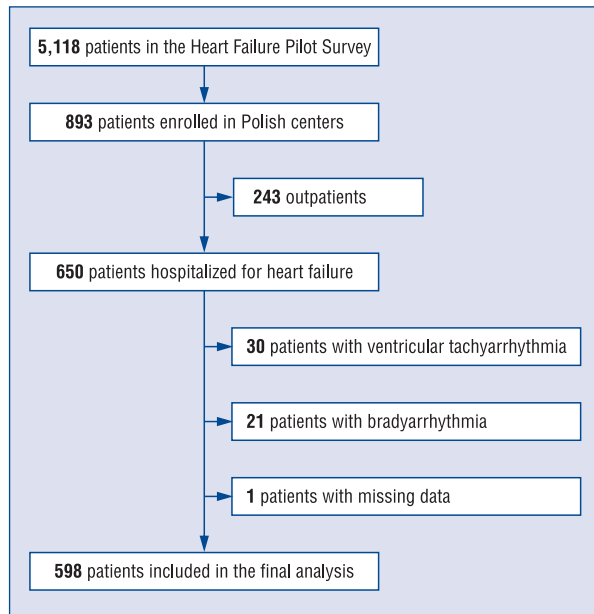 5,118 patients in the Heart Failure Pilot Survey
893 patients enrolled in Polish centers
243 outpatients
650 patients hospitalized for heart failure
30 patients with ventricular tachyarrhythmia
21 patients with bradyarrhythmia
1 patients with missing data
598 patients included in the final analysis